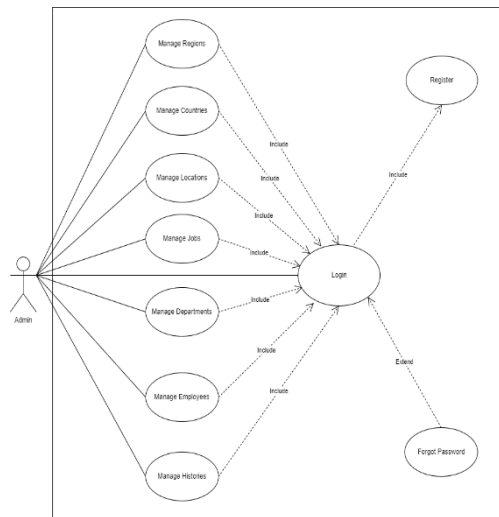 Manage Regions
Register
Manage Countries
Include
Include
Include
Manage Locations
Include
Manage Jobs
Include
Login
Admin
Manage Departments
Include
Include
Extend
Manage Employees
Include
Forgot Password
Manage Histories